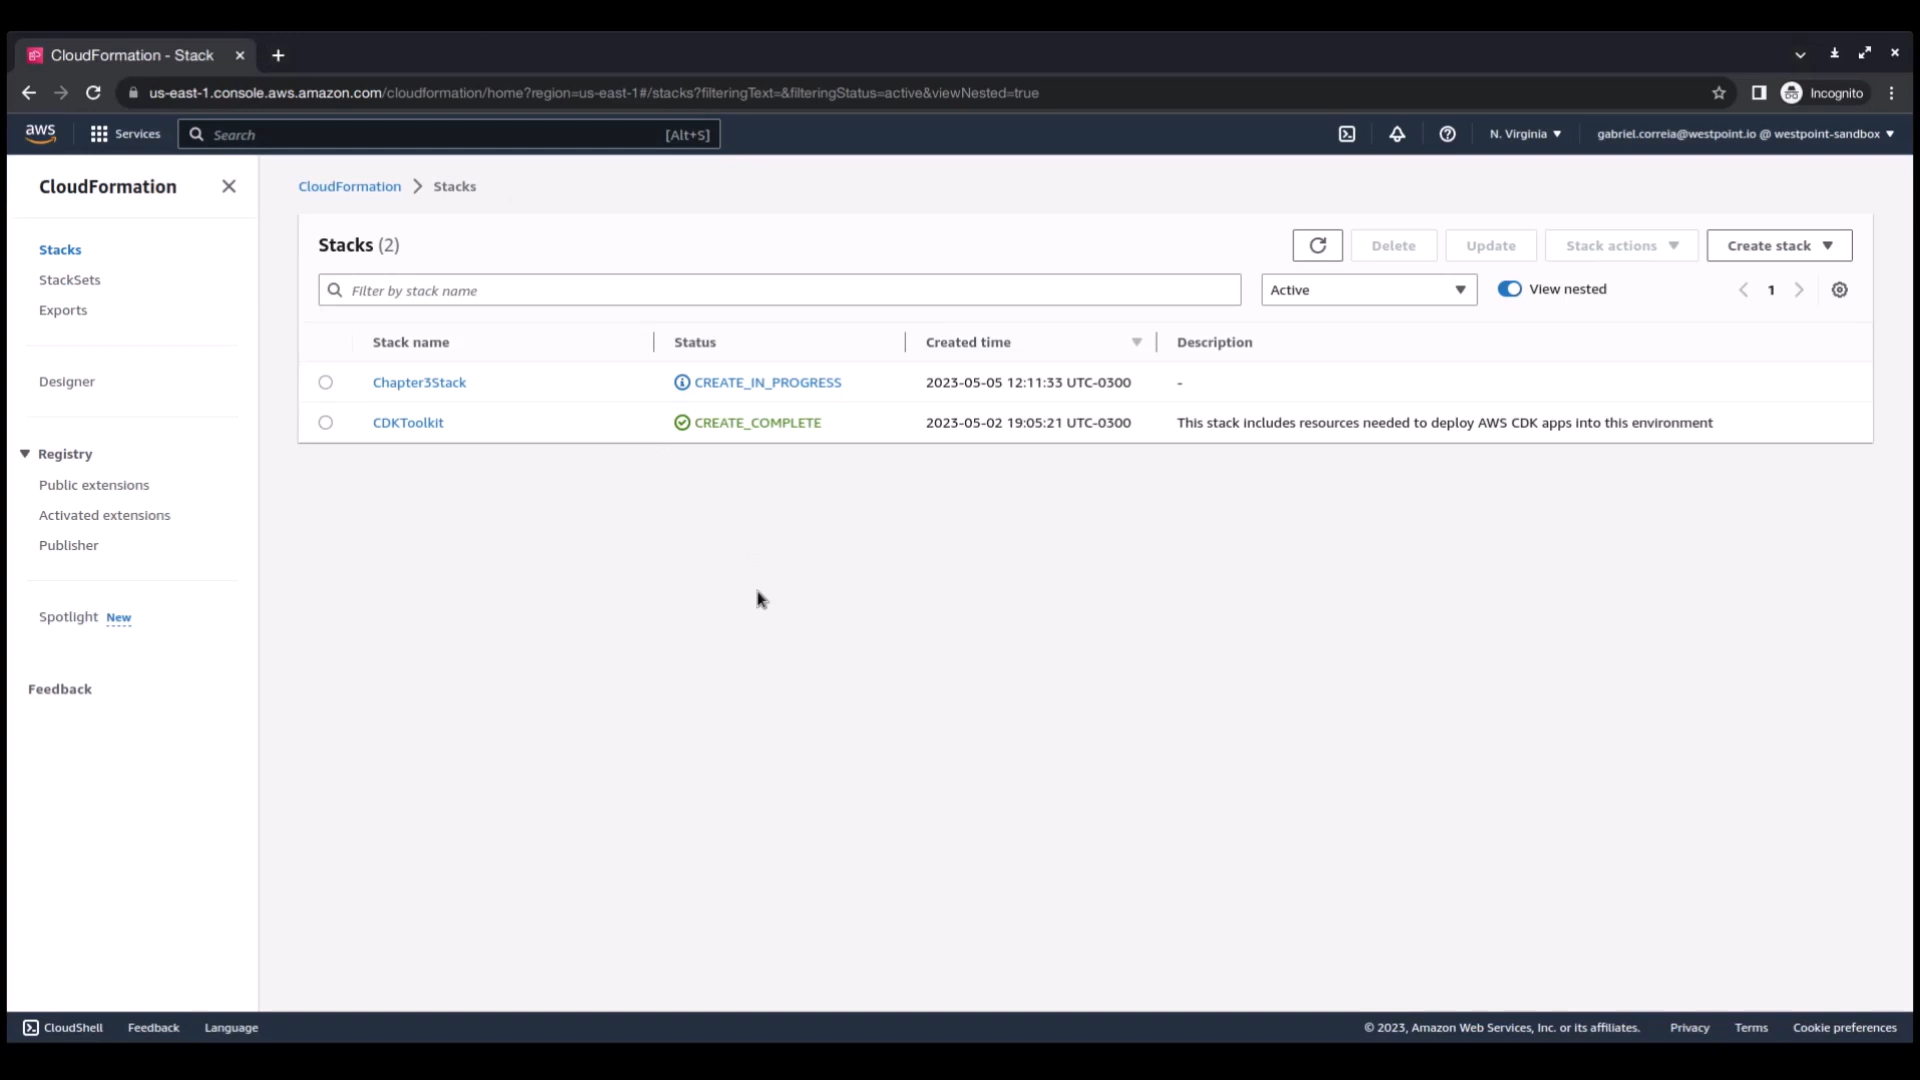 CloudFormation - Stack
us-east-1.console.aws.amazon.com/cloudformation/home?region=us-east-1#/stacks?filteringText=&filteringStatus=active&viewNested=true
Incognito
aws
Services
Search
[Alt+S]
N. Virginia
gabriel.correia@westpoint.io @ westpoint-sandbox
CloudFormation
Stacks
StackSets
Exports
Designer
Registry
Public extensions
Activated extensions
Publisher
Spotlight New
Feedback
CloudFormation Stacks
Stacks (2)
Delete
Update
Stack actions
Create stack
Filter by stack name
Active
View nested
1
Stack name Status Created time Description
Chapter3Stack CREATE_IN_PROGRESS 2023-05-05 12:11:33 UTC-0300 -
CDKToolkit CREATE_COMPLETE 2023-05-02 19:05:21 UTC-0300 This stack includes resources needed to deploy AWS CDK apps into this environment
CloudShell Feedback Language
© 2023, Amazon Web Services, Inc. or its affiliates. Privacy Terms Cookie preferences